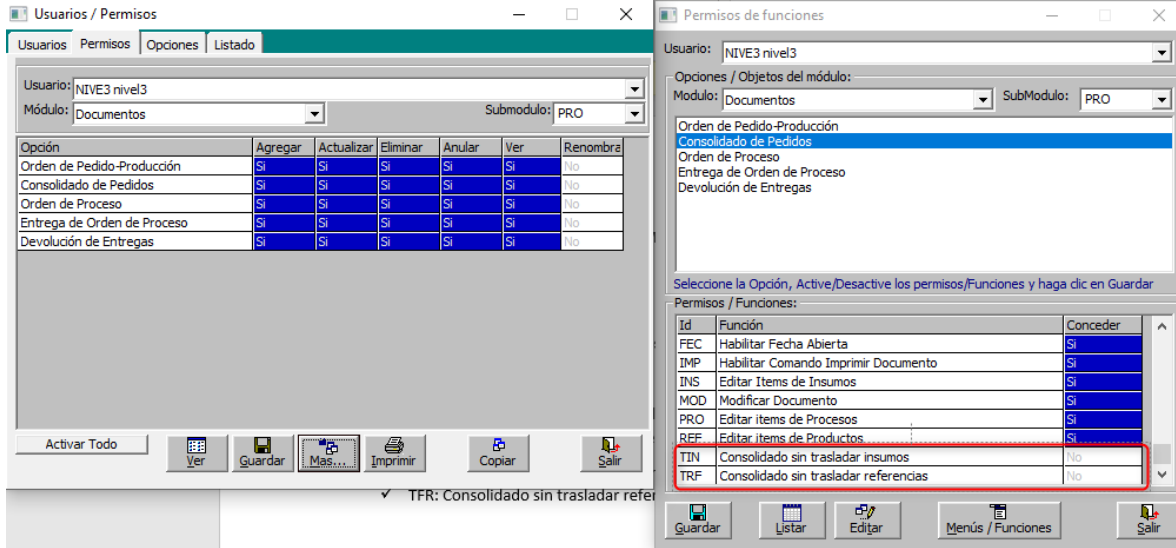 Usuarios / Permisos
Usuarios Permisos Opciones Listado
Usuario: NIVE3 nivel3
Módulo: Documentos Submodulo: PRO
Opción Agregar Actualizar Eliminar Anular Ver Renombra
Orden de Pedido-Producción Si Si Si Si Si No
Consolidado de Pedidos Si Si Si Si Si No
Orden de Proceso Si Si Si Si Si No
Entrega de Orden de Proceso Si Si Si Si Si No
Devolución de Entregas Si Si Si Si Si No
Activar Todo Ver Guardar Mas.... Imprimir Copiar Salir
✓ TFR: Consolidado sin trasladar refer
Permisos de funciones
Usuario: NIVE3 nivel3
Opciones / Objetos del módulo:
Modulo: Documentos SubModulo: PRO
Orden de Pedido-Producción
Consolidado de Pedidos
Orden de Proceso
Entrega de Orden de Proceso
Devolución de Entregas
Seleccione la Opción, Active/Desactive los permisos/Funciones y haga clic en Guardar
Permisos / Funciones:
Id Función Conceder
FEC Habilitar Fecha Abierta Si
IMP Habilitar Comando Imprimir Documento Si
INS Editar Items de Insumos Si
MOD Modificar Documento Si
PRO Editar items de Procesos Si
REF Editar items de Productos Si
TIN Consolidado sin trasladar insumos No
TRF Consolidado sin trasladar referencias No
Guardar Listar Editar Menús / Funciones Salir